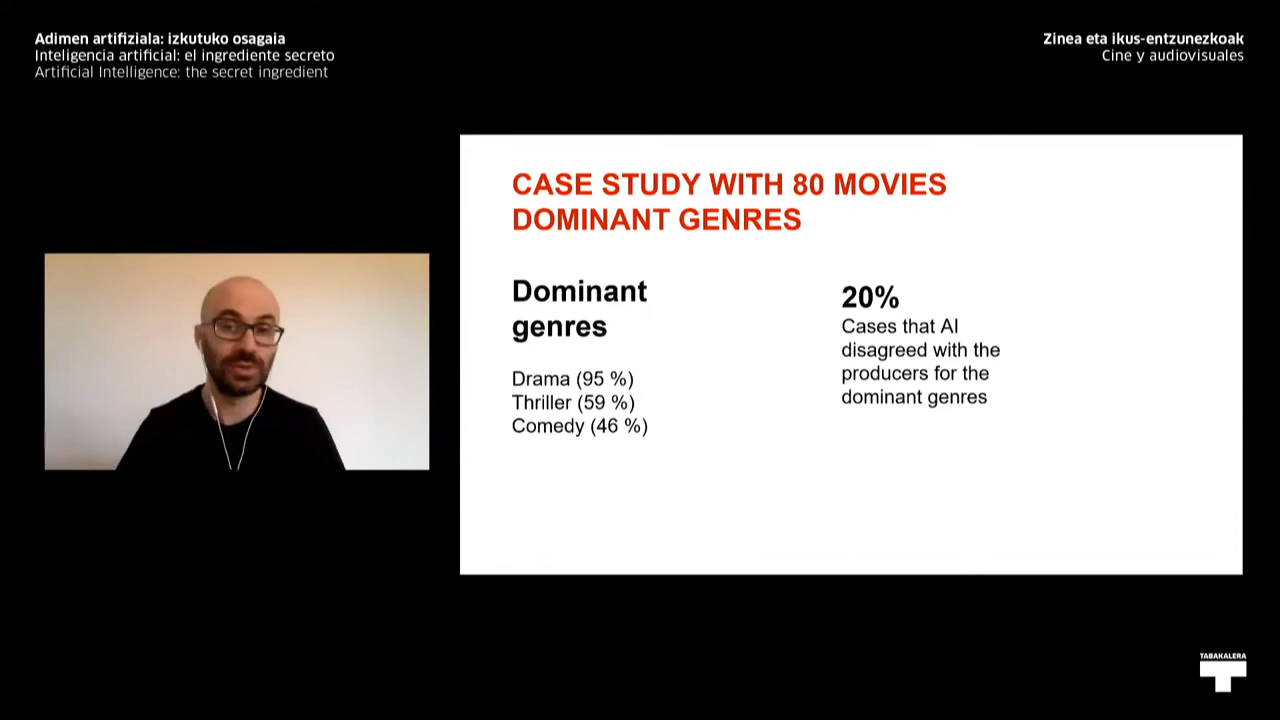 Adimen artifiziala: izkutuko osagaia
Inteligencia artificial: el ingrediente secreto
Artificial Intelligence: the secret ingredient
Zinea eta ikus-entzunezkoak
Cine y audiovisuales
CASE STUDY WITH 80 MOVIES
DOMINANT GENRES
Dominant
genres
Drama (95 %)
Thriller (59 %)
Comedy (46 %)
20%
Cases that AI
disagreed with the
producers for the
dominant genres
TABAKALERA